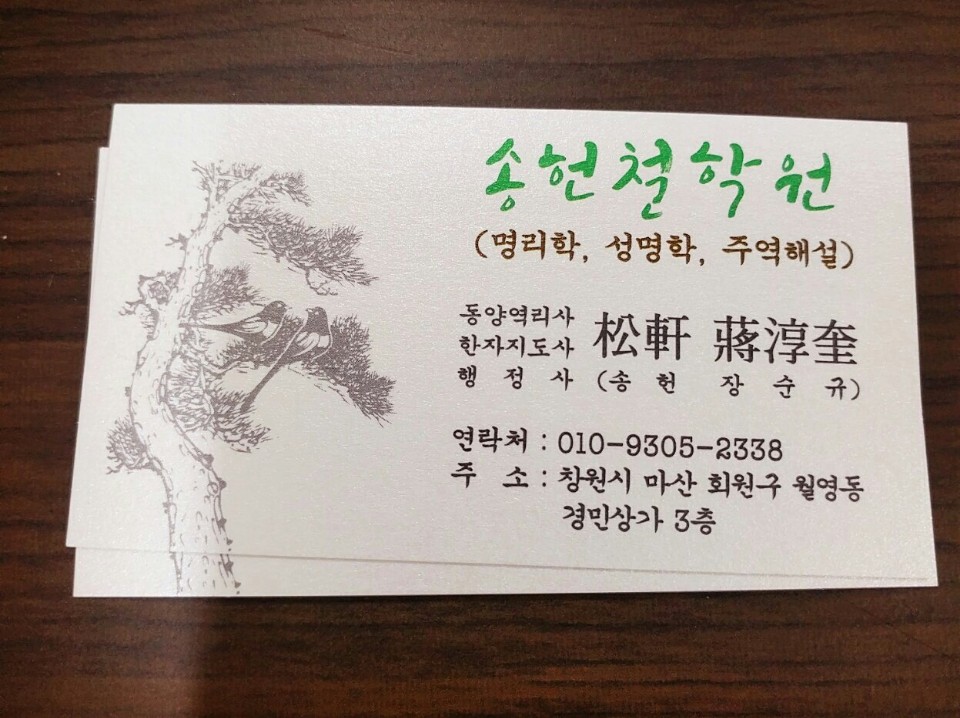 송헌철학원
(명리학, 성명학, 주역해설)
동양역리사
한자지도사
행 정 사
松軒 蔣淳奎
(송 헌 장 순 규)
연락처 : 010-9305-2338
주 소 : 창원시 마산 회원구 월영동
경민상가 3층